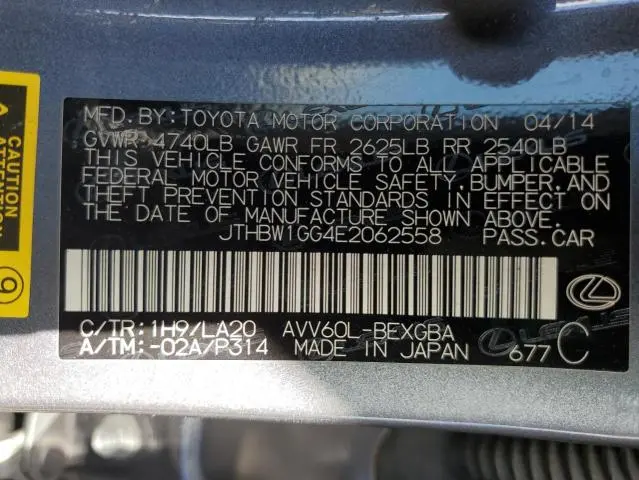 MFD. BY: TOYOTA MOTOR CORPORATION 04/14
GVWR 4740LB GAWR FR 2625LB RR 2540LB
THIS VEHICLE CONFORMS TO ALL APPLICABLE
FEDERAL MOTOR VEHICLE SAFETY, BUMPER, AND
THEFT PREVENTION STANDARDS IN EFFECT ON
THE DATE OF MANUFACTURE SHOWN ABOVE.
JTHBW1GG4E2062558 PASS. CAR
C/TR: 1H9/LA20 AVV60L-BEXGBA
A/TM: -02A/P314 MADE IN JAPAN 677 C
LEXUS
CAUTION
ATTENTION
9